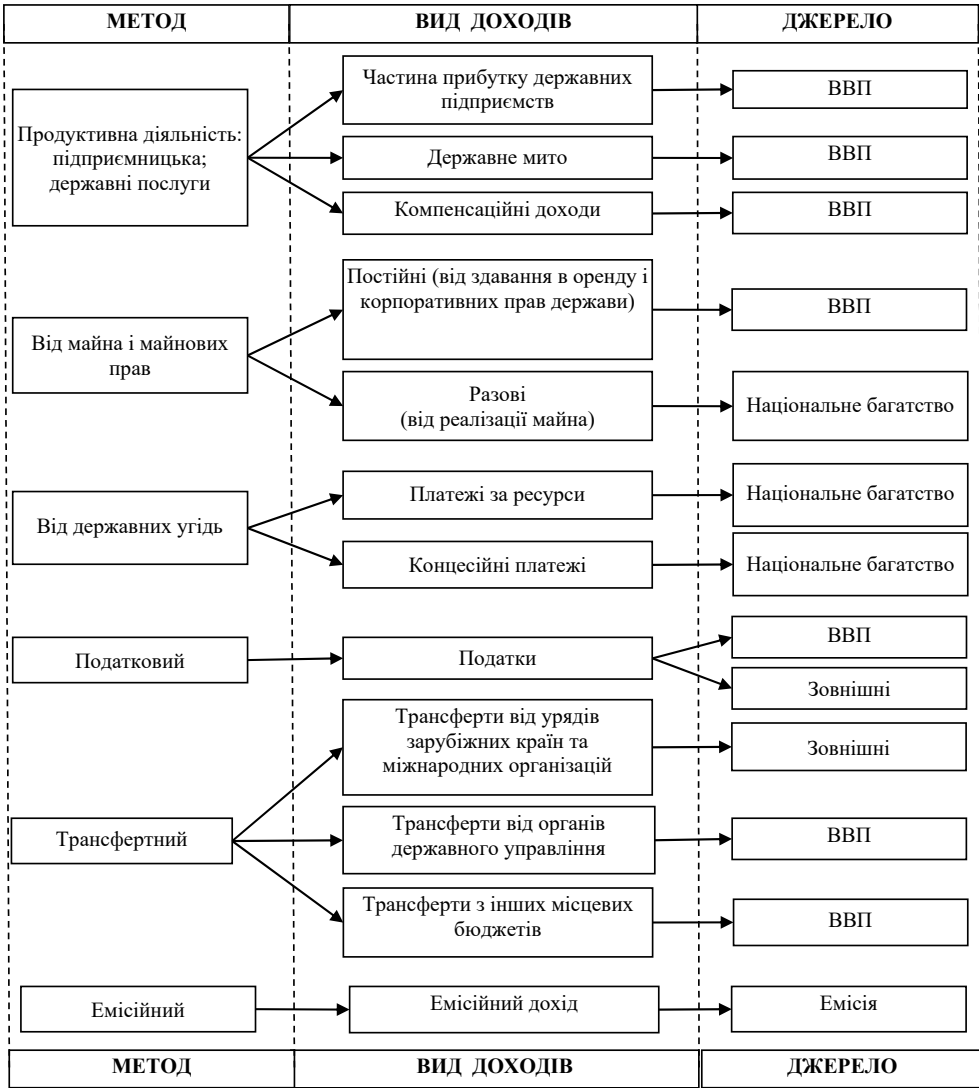 МЕТОД
ВИД ДОХОДІВ
ДЖЕРЕЛО
Продуктивна діяльність:
підприємницька;
державні послуги
Частина прибутку державних
підприємств
ВВП
Державне мито
ВВП
Компенсаційні доходи
ВВП
Від майна і майнових
прав
Постійні (від здавання в оренду і
корпоративних прав держави)
ВВП
Разові
(від реалізації майна)
Національне багатство
Від державних угідь
Платежі за ресурси
Національне багатство
Концесійні платежі
Національне багатство
Податковий
Податки
ВВП
Зовнішні
Трансфертний
Трансферти від урядів
зарубіжних країн та
міжнародних організацій
Зовнішні
Трансферти від органів
державного управління
ВВП
Трансферти з інших місцевих
бюджетів
ВВП
Емісійний
Емісійний дохід
Емісія
МЕТОД
ВИД ДОХОДІВ
ДЖЕРЕЛО